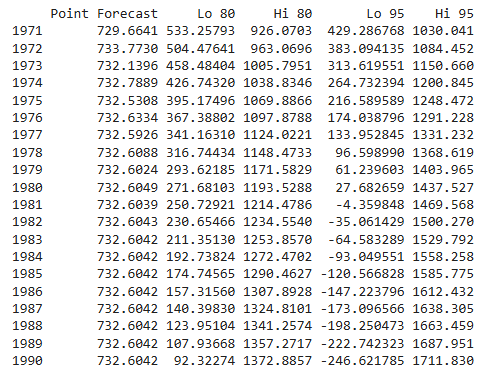 Point Forecast Lo 80 Hi 80 Lo 95 Hi 95
1971 729.6641 533.25793 926.0703 429.286768 1030.041
1972 733.7730 504.47641 963.0696 383.094135 1084.452
1973 732.1396 458.48404 1005.7951 313.619551 1150.660
1974 732.7889 426.74320 1038.8346 264.732394 1200.845
1975 732.5308 395.17496 1069.8866 216.589589 1248.472
1976 732.6334 367.38802 1097.8788 174.038796 1291.228
1977 732.5926 341.16310 1124.0221 133.952845 1331.232
1978 732.6088 316.74434 1148.4733 96.598990 1368.619
1979 732.6024 293.62185 1171.5829 61.239603 1403.965
1980 732.6049 271.68103 1193.5288 27.682659 1437.527
1981 732.6039 250.72921 1214.4786 -4.359848 1469.568
1982 732.6043 230.65466 1234.5540 -35.061429 1500.270
1983 732.6042 211.35130 1253.8570 -64.583289 1529.792
1984 732.6042 192.73824 1272.4702 -93.049551 1558.258
1985 732.6042 174.74565 1290.4627 -120.566828 1585.775
1986 732.6042 157.31560 1307.8928 -147.223796 1612.432
1987 732.6042 140.39830 1324.8101 -173.096566 1638.305
1988 732.6042 123.95104 1341.2574 -198.250473 1663.459
1989 732.6042 107.93668 1357.2717 -222.742323 1687.951
1990 732.6042 92.32274 1372.8857 -246.621785 1711.830